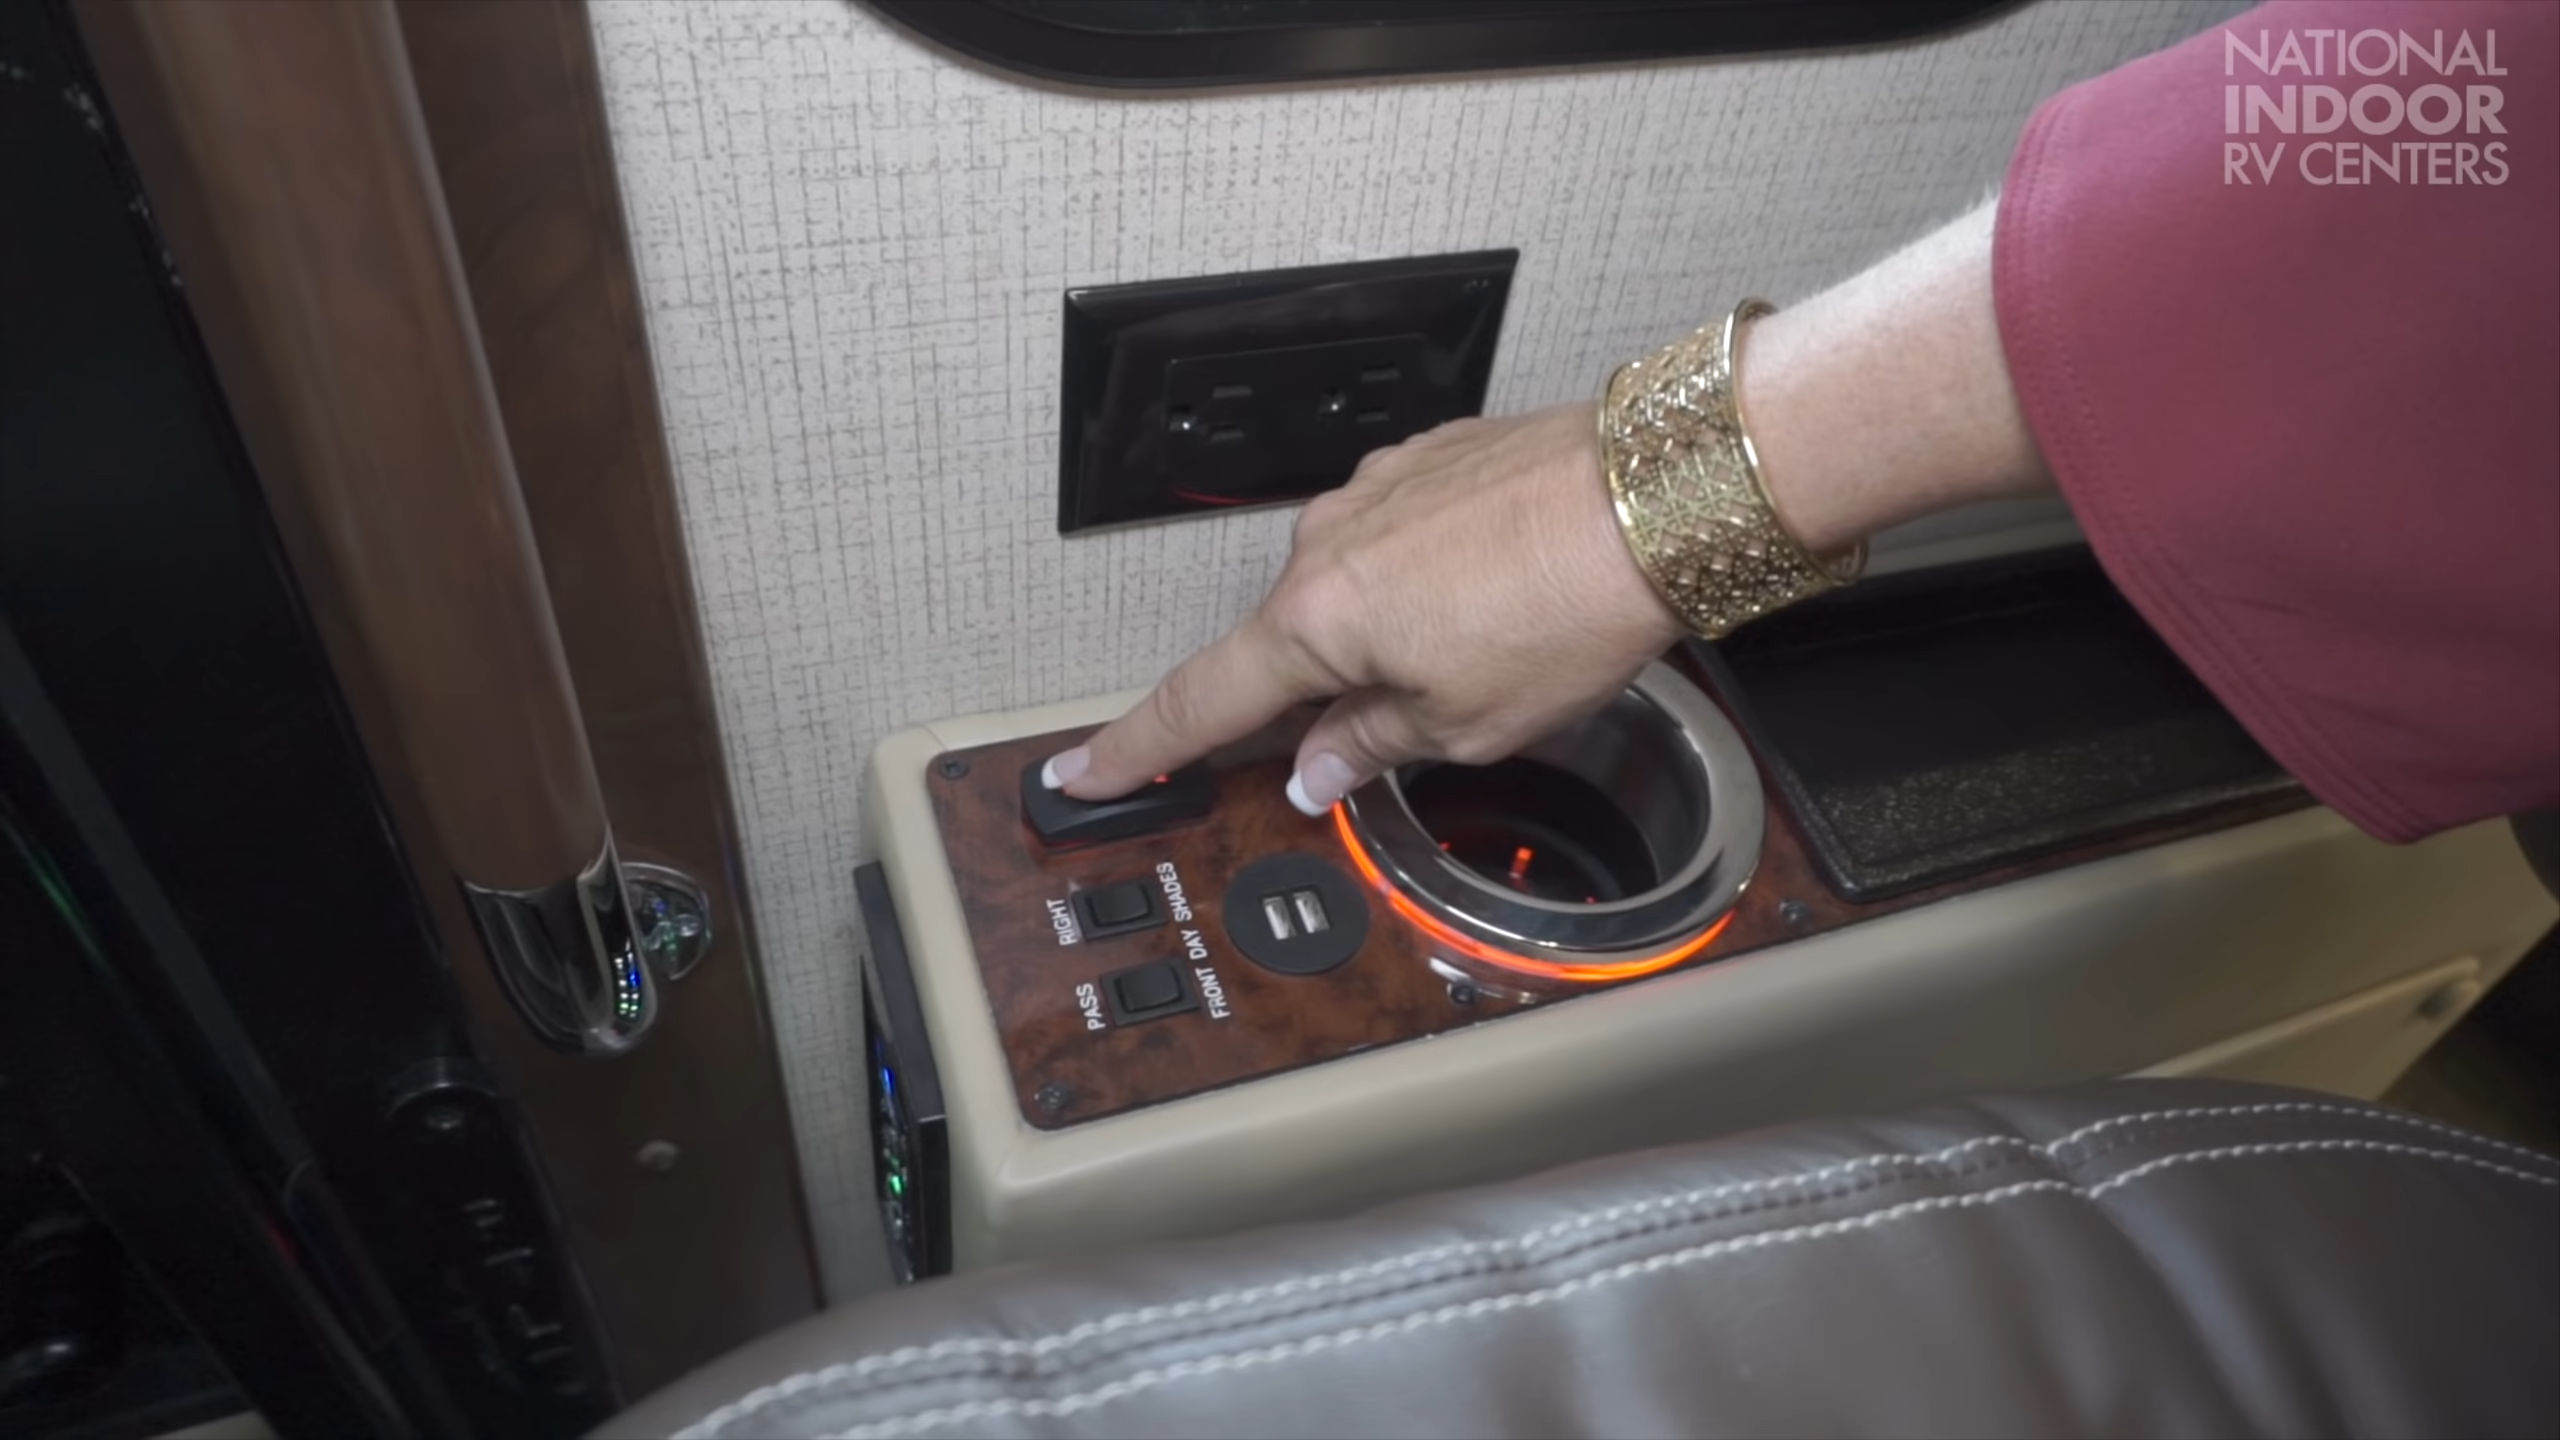 NATIONAL
INDOOR
RV CENTERS
RIGHT
PASS
FRONT DAY SHADES